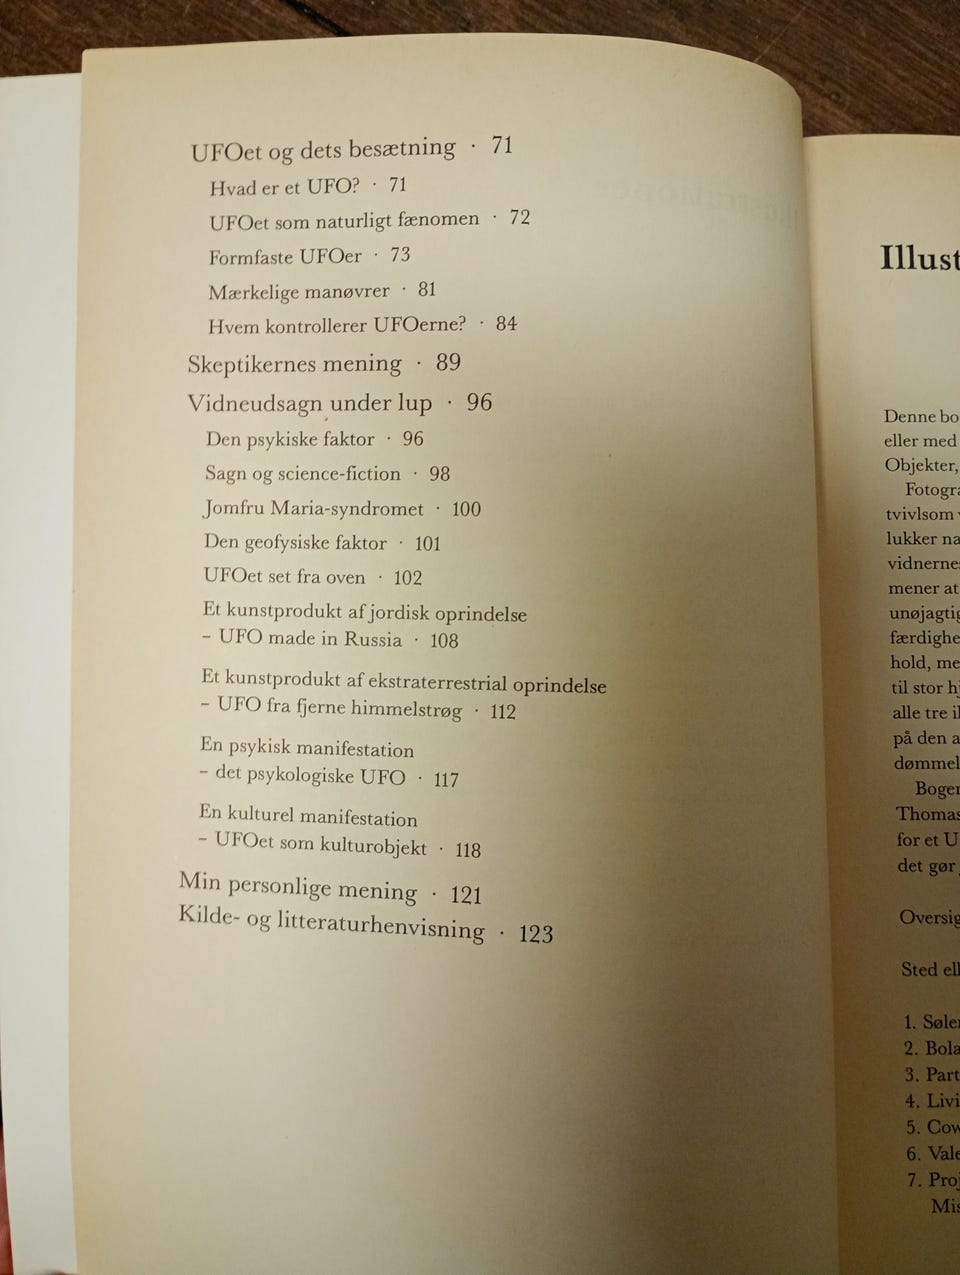 UFOet og dets besætning · 71
Hvad er et UFO? · 71
UFOet som naturligt fænomen · 72
Formfaste UFOer · 73
Mærkelige manøvrer · 81
Hvem kontrollerer UFOerne? · 84
Skeptikernes mening · 89
Vidneudsagn under lup · 96
Den psykiske faktor · 96
Sagn og science-fiction · 98
Jomfru Maria-syndromet · 100
Den geofysiske faktor · 101
UFOet set fra oven · 102
Et kunstprodukt af jordisk oprindelse
– UFO made in Russia · 108
Et kunstprodukt af ekstraterrestrial oprindelse
– UFO fra fjerne himmelstrøg · 112
En psykisk manifestation
– det psykologiske UFO · 117
En kulturel manifestation
– UFOet som kulturobjekt · 118
Min personlige mening · 121
Kilde- og litteraturhenvisning · 123
Illust
Denne bo
eller med
Objekter,
Fotogra
tvivlsom
lukker na
vidnernes
mener at
unøjagtig
færdighe
hold, me
til stor h
alle tre i
på den a
dømmel
Boger
Thomas
for et U
det gør
Oversig
Sted ell
1. Søle
2. Bola
3. Part
4. Livi
5. Cow
6. Vale
7. Proj
Mis